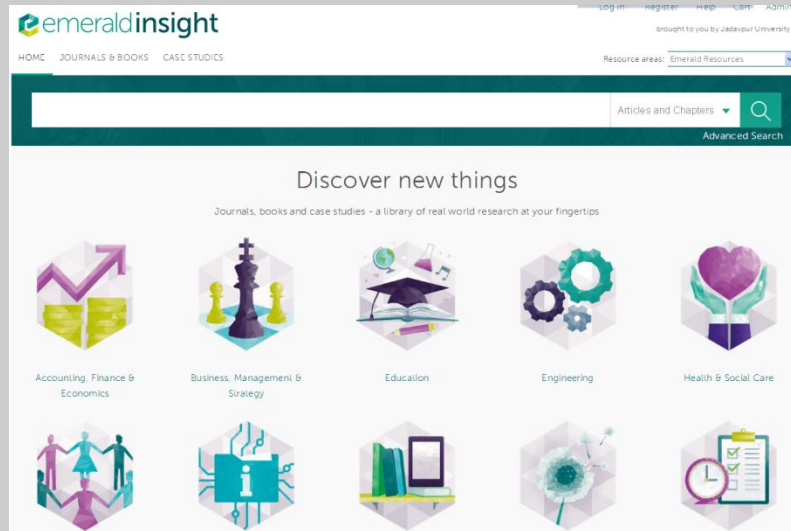 Log in Register Help Cart Admin
emeraldinsight
brought to you by Jadavpur University
HOME JOURNALS & BOOKS CASE STUDIES
Resource areas: Emerald Resources
Articles and Chapters
Advanced Search
Discover new things
Journals, books and case studies - a library of real world research at your fingertips
Accounting, Finance &
Economics
Business, Management &
Strategy
Education
Engineering
Health & Social Care
i